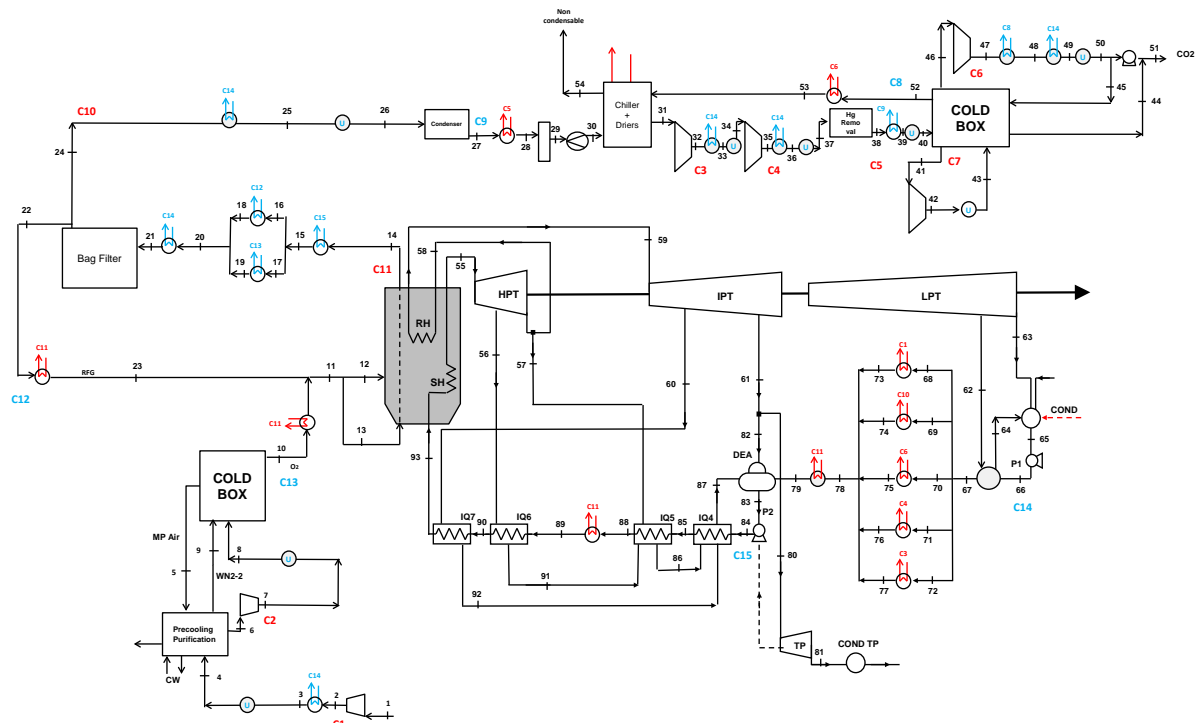 Non
condensable
54
Chiller
+
Driers
31
C6
53
C8
52
46
47
C8
48
C14
49
U
50
51
CO2
C6
45
44
COLD
BOX
C10
C14
25
U
26
Condenser
C9
C5
27
28
29
30
32
C14
33
U
34
C3
35
C14
36
U
37
C4
Hg
Remo
val
38
C9
39
U
40
C5
C7
41
42
U
43
24
22
Bag Filter
21
C14
20
18
C12
16
19
C13
17
15
C15
14
C11
58
55
59
RH
SH
HPT
IPT
LPT
56
57
60
61
62
63
C11
C12
23
RFG
11
12
13
C11
10
O2
C13
COLD
BOX
MP Air
9
8
U
5
WN2-2
7
C2
6
Precooling
Purification
CW
4
U
3
C14
2
1
C1
93
IQ7
90
IQ6
89
C11
88
IQ5
85
IQ4
84
87
86
91
92
82
DEA
83
P2
C15
79
C11
78
80
TP
81
COND TP
73
C1
68
74
C10
69
75
C6
70
76
C4
71
77
C3
72
67
66
C14
64
65
P1
COND